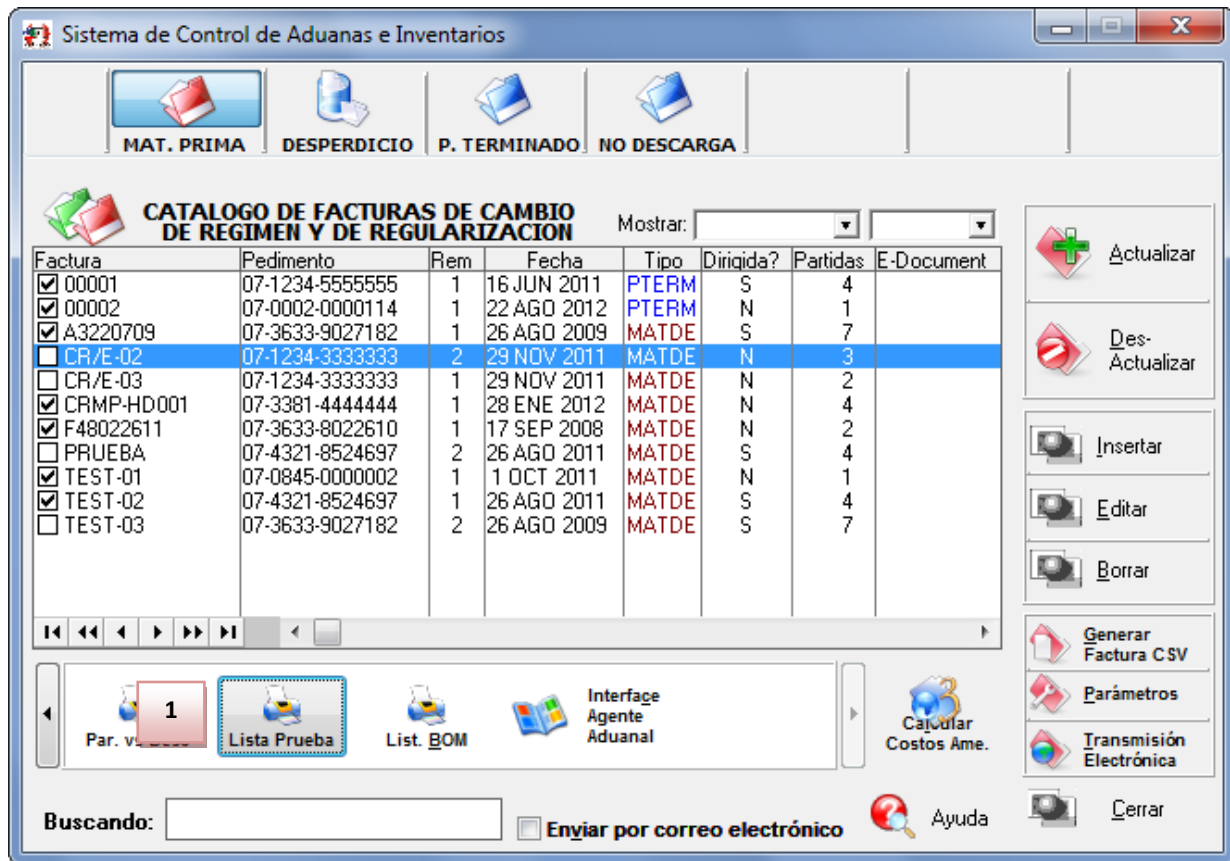 Sistema de Control de Aduanas e Inventarios
MAT. PRIMA DESPERDICIO P. TERMINADO NO DESCARGA
CATALOGO DE FACTURAS DE CAMBIO
DE REGIMEN Y DE REGULARIZACION
Mostrar:
Factura Pedimento Rem Fecha Tipo Dirigida? Partidas E-Document
00001 07-1234-5555555 1 16 JUN 2011 PTERM S 4
00002 07-0002-0000114 1 22 AGO 2012 PTERM N 1
A3220709 07-3633-9027182 1 26 AGO 2009 MATDE S 7
CR/E-02 07-1234-3333333 2 29 NOV 2011 MATDE N 3
CR/E-03 07-1234-3333333 1 29 NOV 2011 MATDE N 2
CRMP-HD001 07-3381-4444444 1 28 ENE 2012 MATDE N 4
F48022611 07-3633-8022610 1 17 SEP 2008 MATDE N 2
PRUEBA 07-4321-8524697 2 26 AGO 2011 MATDE S 4
TEST-01 07-0845-0000002 1 1 OCT 2011 MATDE N 1
TEST-02 07-4321-8524697 1 26 AGO 2011 MATDE S 4
TEST-03 07-3633-9027182 2 26 AGO 2009 MATDE S 7
Actualizar
Des-
Actualizar
Insertar
Editar
Borrar
Generar
Factura CSV
Parámetros
Transmisión
Electrónica
Cerrar
1
Par. Lista Prueba List. BOM
Interface
Agente
Aduanal
Calcular
Costos Ame.
Buscando:
Enviar por correo electrónico
Ayuda